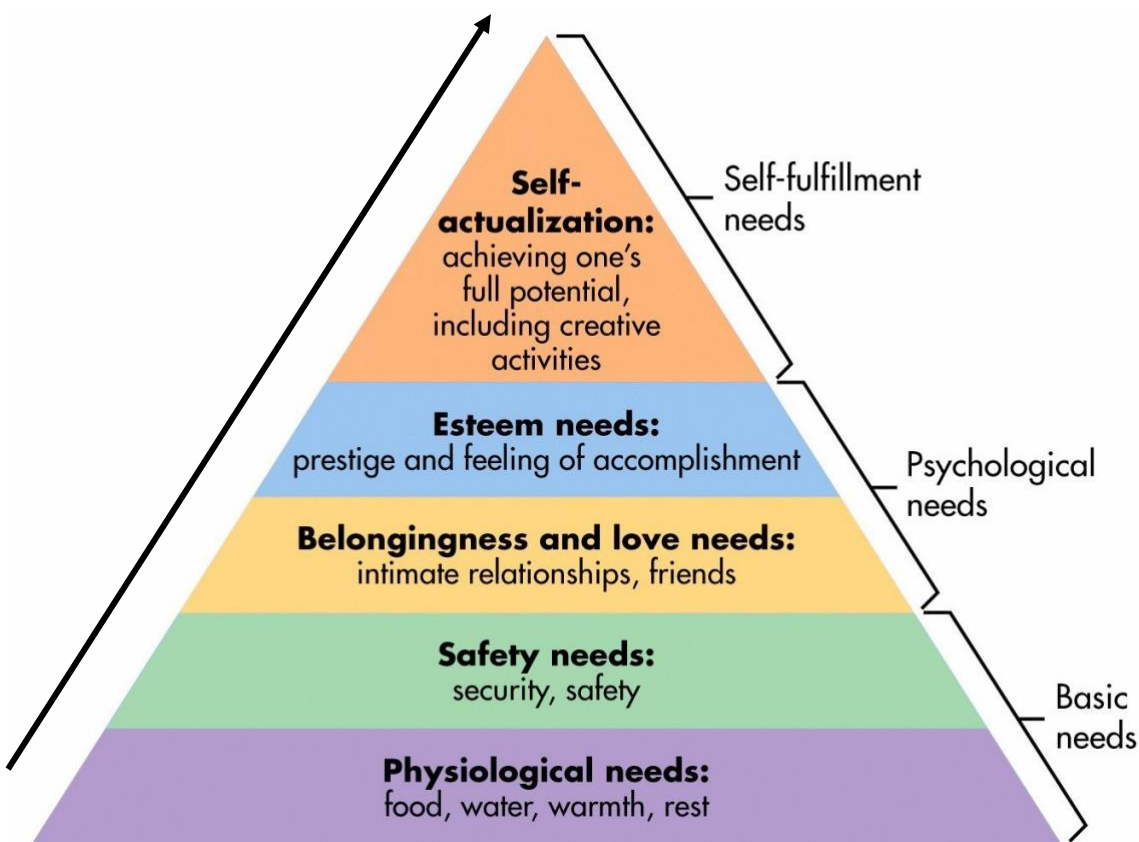 Self-
actualization:
achieving one's
full potential,
including creative
activities
Self-fulfillment
needs
Esteem needs:
prestige and feeling of accomplishment
Psychological
needs
Belongingness and love needs:
intimate relationships, friends
Safety needs:
security, safety
Basic
needs
Physiological needs:
food, water, warmth, rest